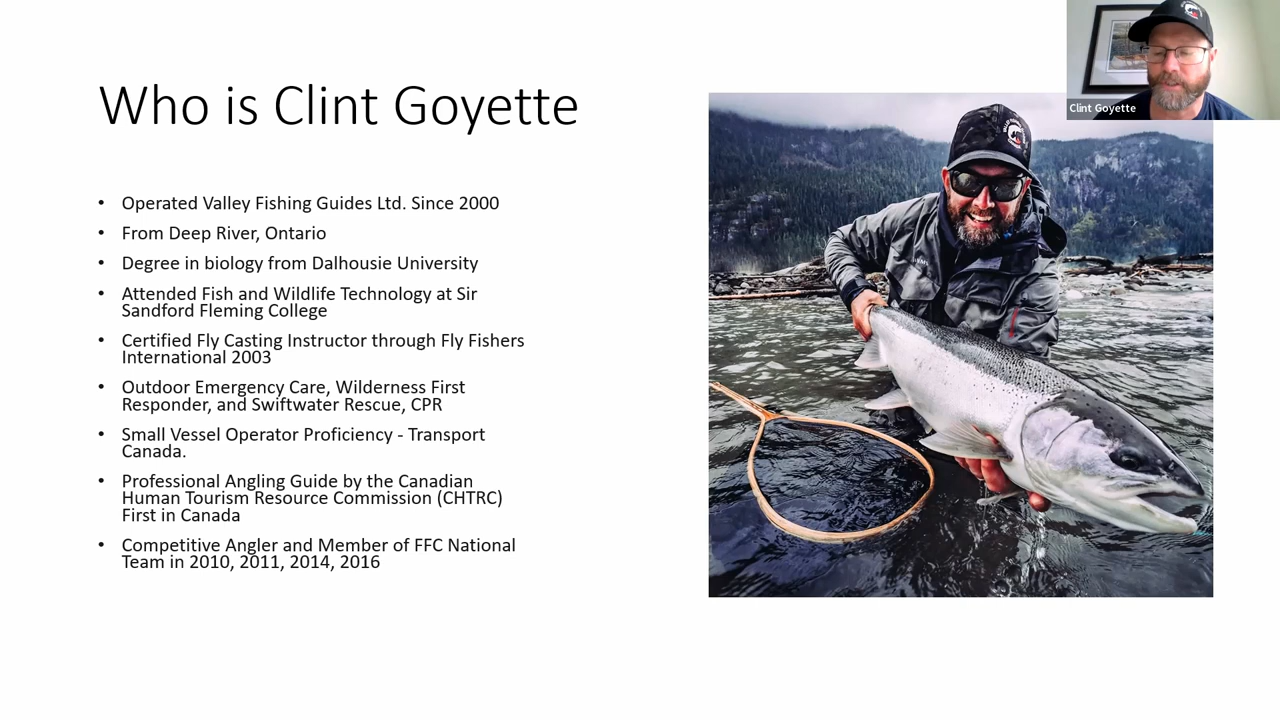 Who is Clint Goyette
Clint Goyette
• Operated Valley Fishing Guides Ltd. Since 2000
• From Deep River, Ontario
• Degree in biology from Dalhousie University
• Attended Fish and Wildlife Technology at Sir
Sandford Fleming College
• Certified Fly Casting Instructor through Fly Fishers
International 2003
• Outdoor Emergency Care, Wilderness First
Responder, and Swiftwater Rescue, CPR
• Small Vessel Operator Proficiency - Transport
Canada.
• Professional Angling Guide by the Canadian
Human Tourism Resource Commission (CHTRC)
First in Canada
• Competitive Angler and Member of FFC National
Team in 2010, 2011, 2014, 2016